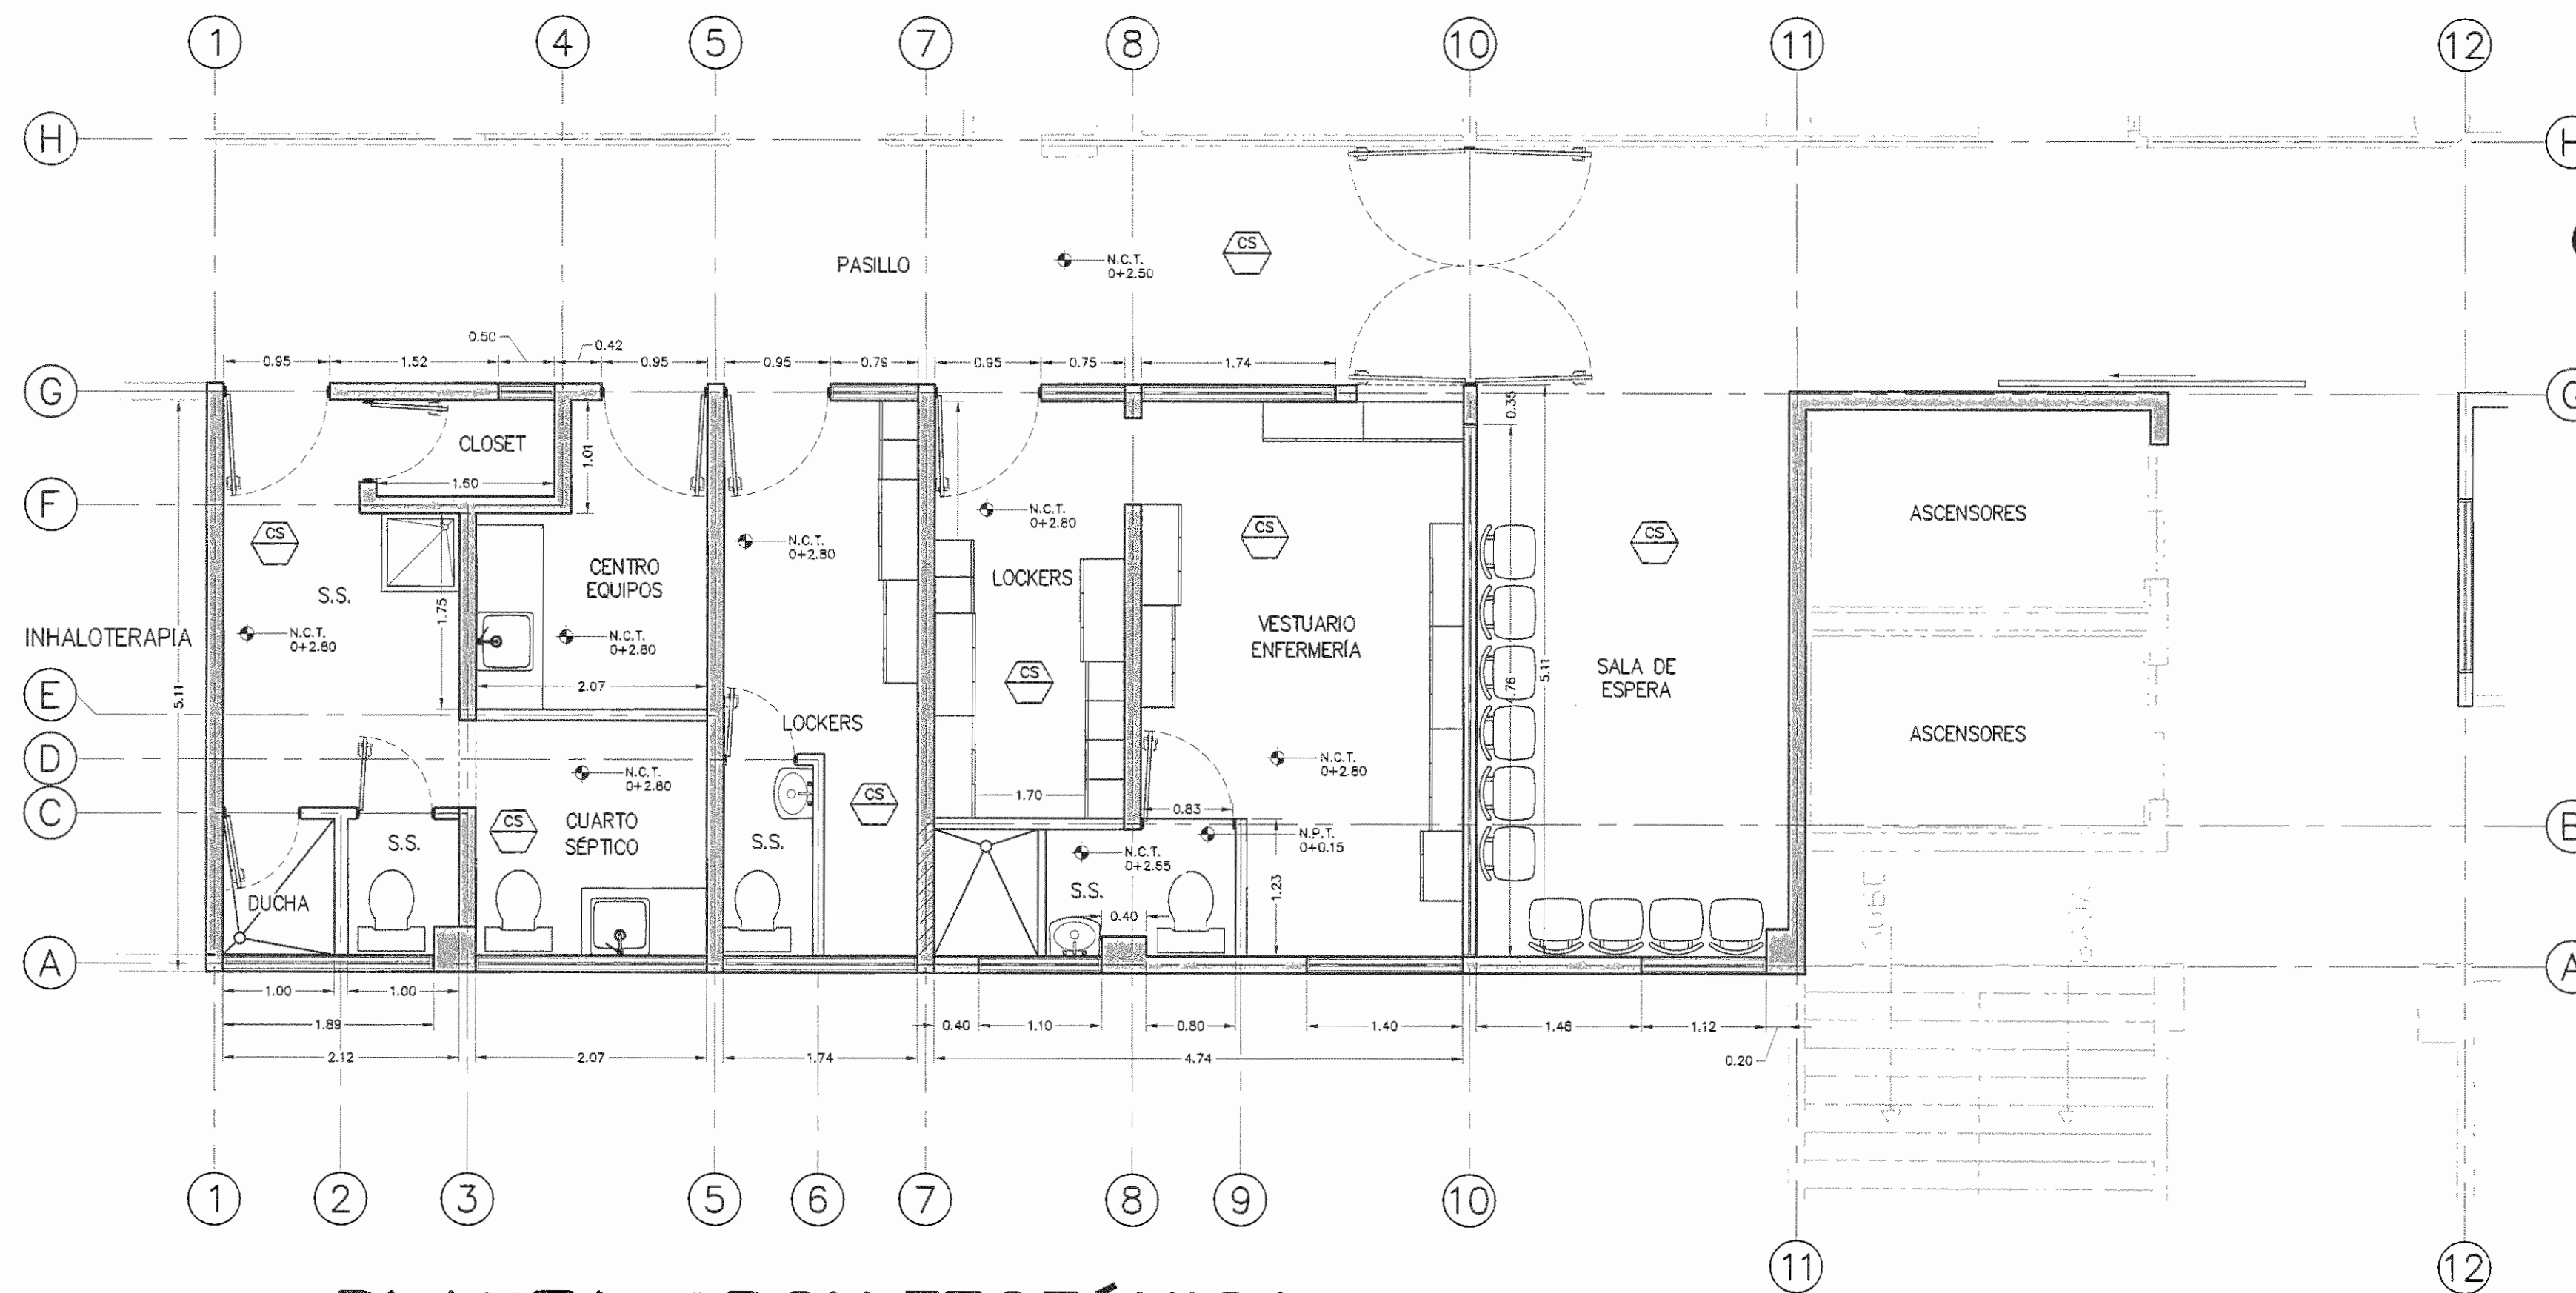 1 4 5 7 8 10 11 12
H
H
CS
PASILLO
N.C.T.
0+2.50
0.50
0.42
0.95 1.52 0.95 0.95 0.79 0.95 0.75 1.74
G
0.35
CLOSET
1.01
1.60
F
CS
N.C.T.
0+2.80
CS
CS
ASCENSORES
N.C.T.
0+2.80
CENTRO
EQUIPOS
LOCKERS
S.S.
1.75
INHALOTERAPIA
N.C.T.
0+2.80
N.C.T.
0+2.80
VESTUARIO
ENFERMERÍA
5.11
E
2.07
CS
4.76
5.11
SALA DE
ESPERA
LOCKERS
ASCENSORES
D
N.C.T.
0+2.80
N.C.T.
0+2.80
C
CS
CUARTO
SÉPTICO
CS
1.70
0.83
N.P.T.
0+0.15
B
S.S.
S.S.
N.C.T.
0+2.65
S.S.
1.23
DUCHA
0.40
A
A
1.00 1.00
1.89 0.40 1.10 0.80 1.40 1.48 1.12
2.12 2.07 1.74 4.74 0.20
1 2 3 5 6 7 8 9 10
11 12